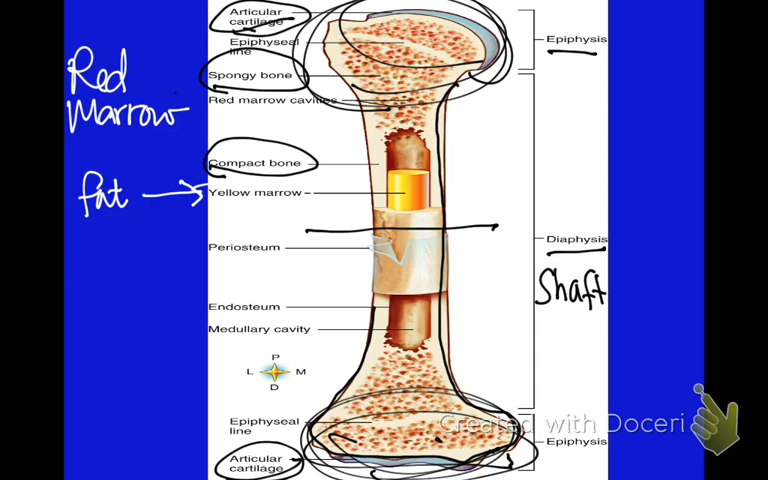 Articular
cartilage
Epiphyseal
line
Epiphysis
Spongy bone
Red
Marrow
Red marrow cavities
Compact bone
fat
Yellow marrow
Periosteum
Diaphysis
Shaft
Endosteum
Medullary cavity
P
L M
D
Epiphyseal
line
Created with Doceri
Epiphysis
Articular
cartilage